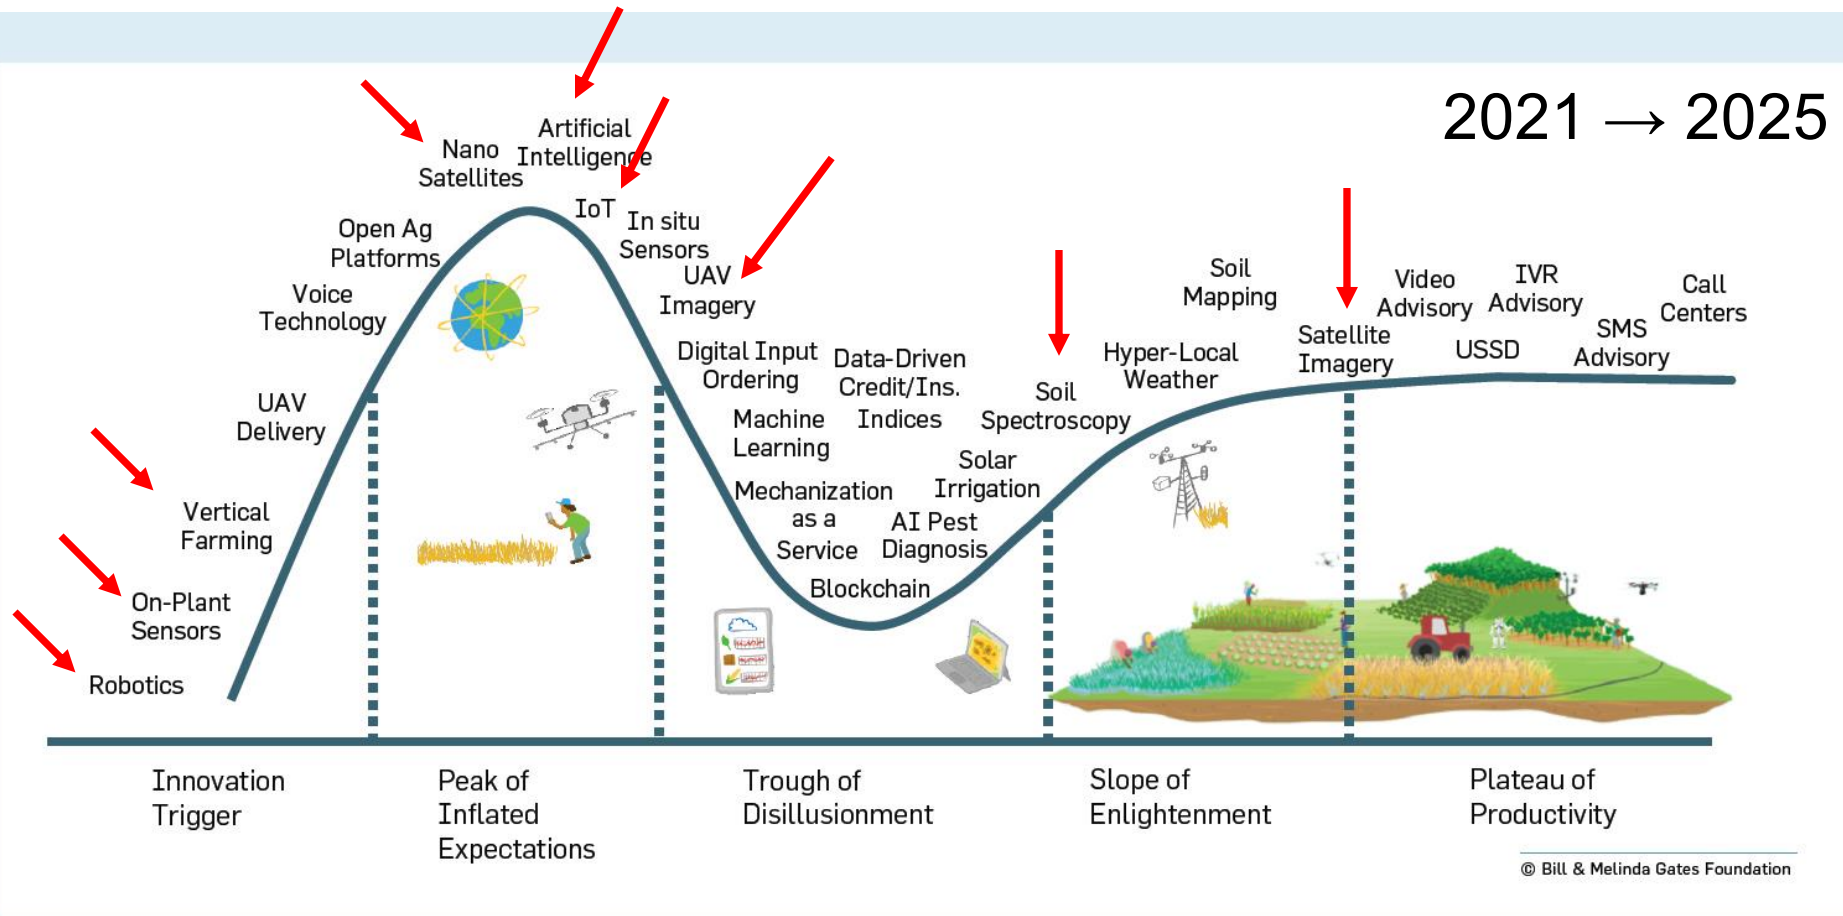 2021 → 2025
Artificial
Intelligence
Nano
Satellites
IoT
In situ
Sensors
Open Ag
Platforms
UAV
Imagery
Voice
Technology
UAV
Delivery
Vertical
Farming
On-Plant
Sensors
Robotics
Digital Input
Ordering
Data-Driven
Credit/Ins.
Machine
Learning
Indices
Mechanization
as a
Service
Solar
Irrigation
AI Pest
Diagnosis
Blockchain
Soil
Spectroscopy
Hyper-Local
Weather
Soil
Mapping
Satellite
Imagery
Video
Advisory
IVR
Advisory
USSD
SMS
Advisory
Call
Centers
Innovation
Trigger
Peak of
Inflated
Expectations
Trough of
Disillusionment
Slope of
Enlightenment
Plateau of
Productivity
© Bill & Melinda Gates Foundation